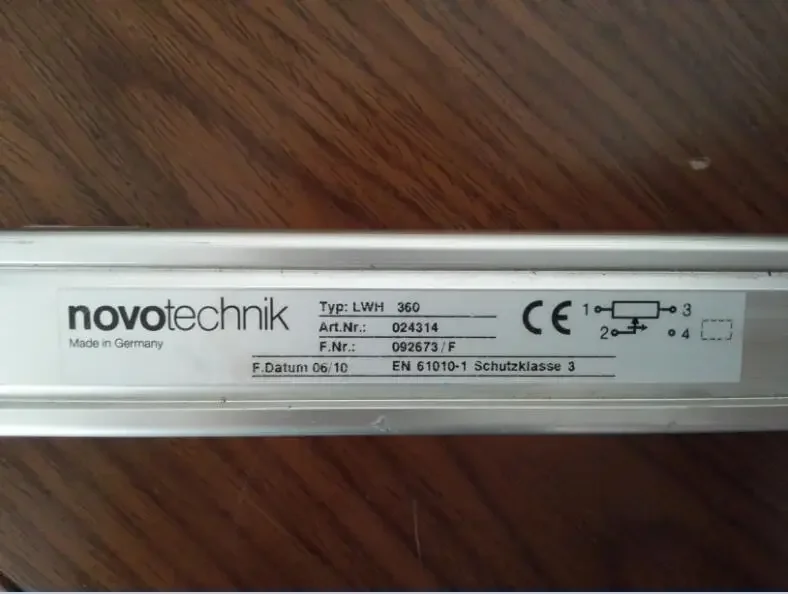 novotechnik
Made in Germany
Typ: LWH 360
Art.Nr.: 024314
F.Nr.: 092673/F
F.Datum 06/10 EN 61010-1 Schutzklasse 3
CE
1 3
2 4